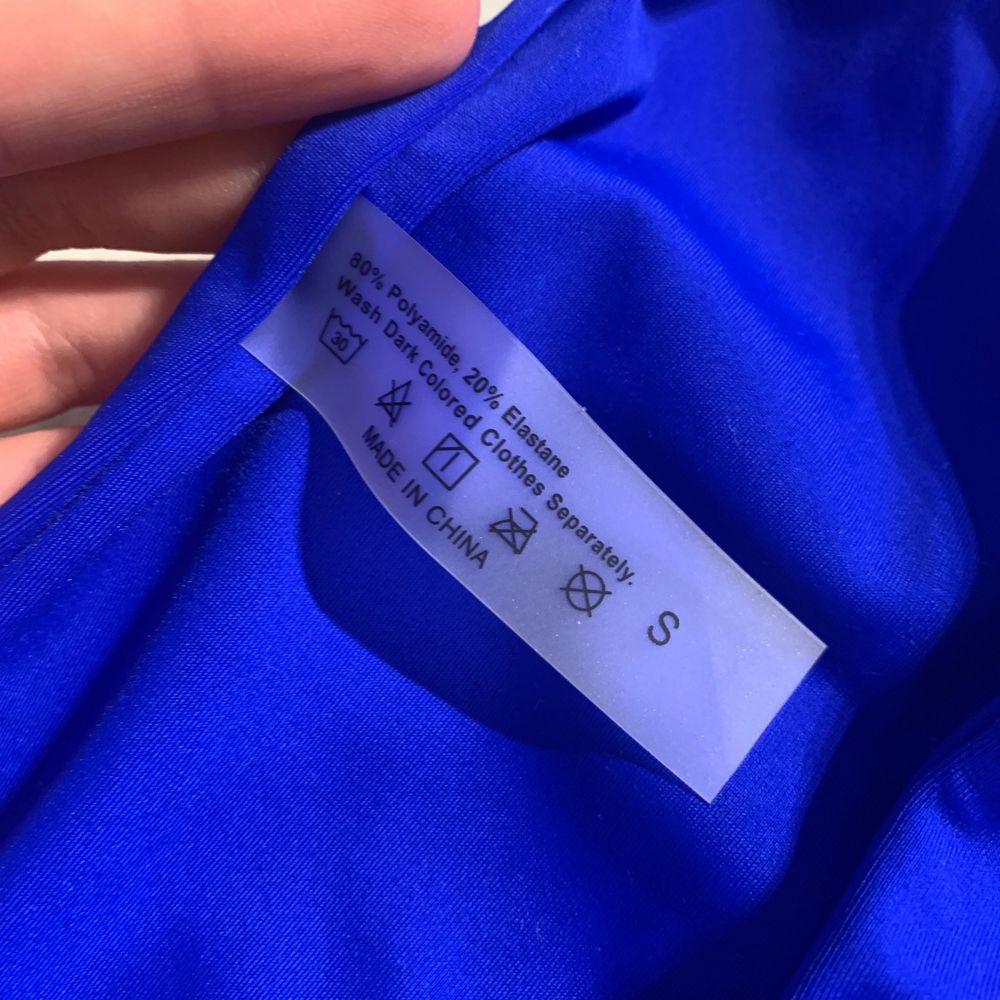 80% Polyamide, 20% Elastane
Wash Dark Colored Clothes Separately.
30
MADE IN CHINA
S